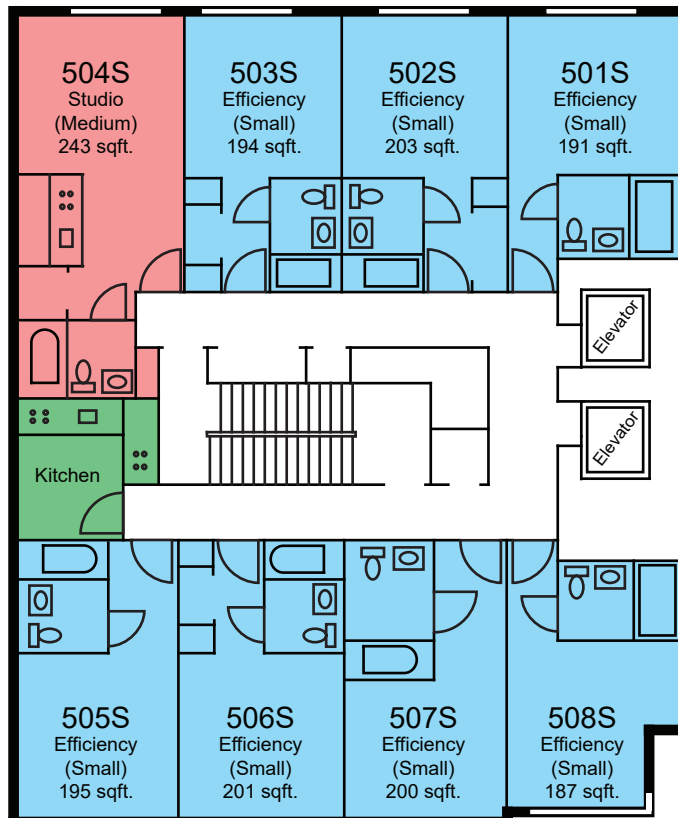 504S
Studio
(Medium)
243 sqft.
503S
Efficiency
(Small)
194 sqft.
502S
Efficiency
(Small)
203 sqft.
501S
Efficiency
(Small)
191 sqft.
Elevator
Elevator
Kitchen
505S
Efficiency
(Small)
195 sqft.
506S
Efficiency
(Small)
201 sqft.
507S
Efficiency
(Small)
200 sqft.
508S
Efficiency
(Small)
187 sqft.